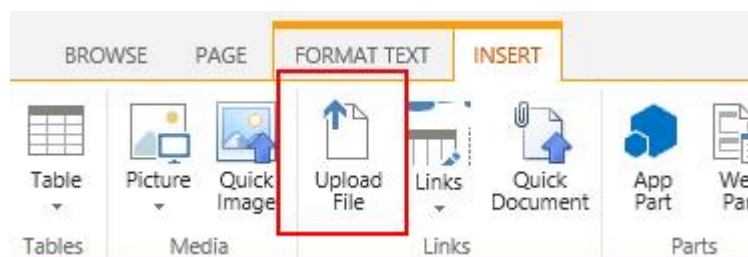 BROWSE PAGE FORMAT TEXT INSERT
Table Picture Quick Image Upload File Links Quick Document App Part
Tables Media Links Parts